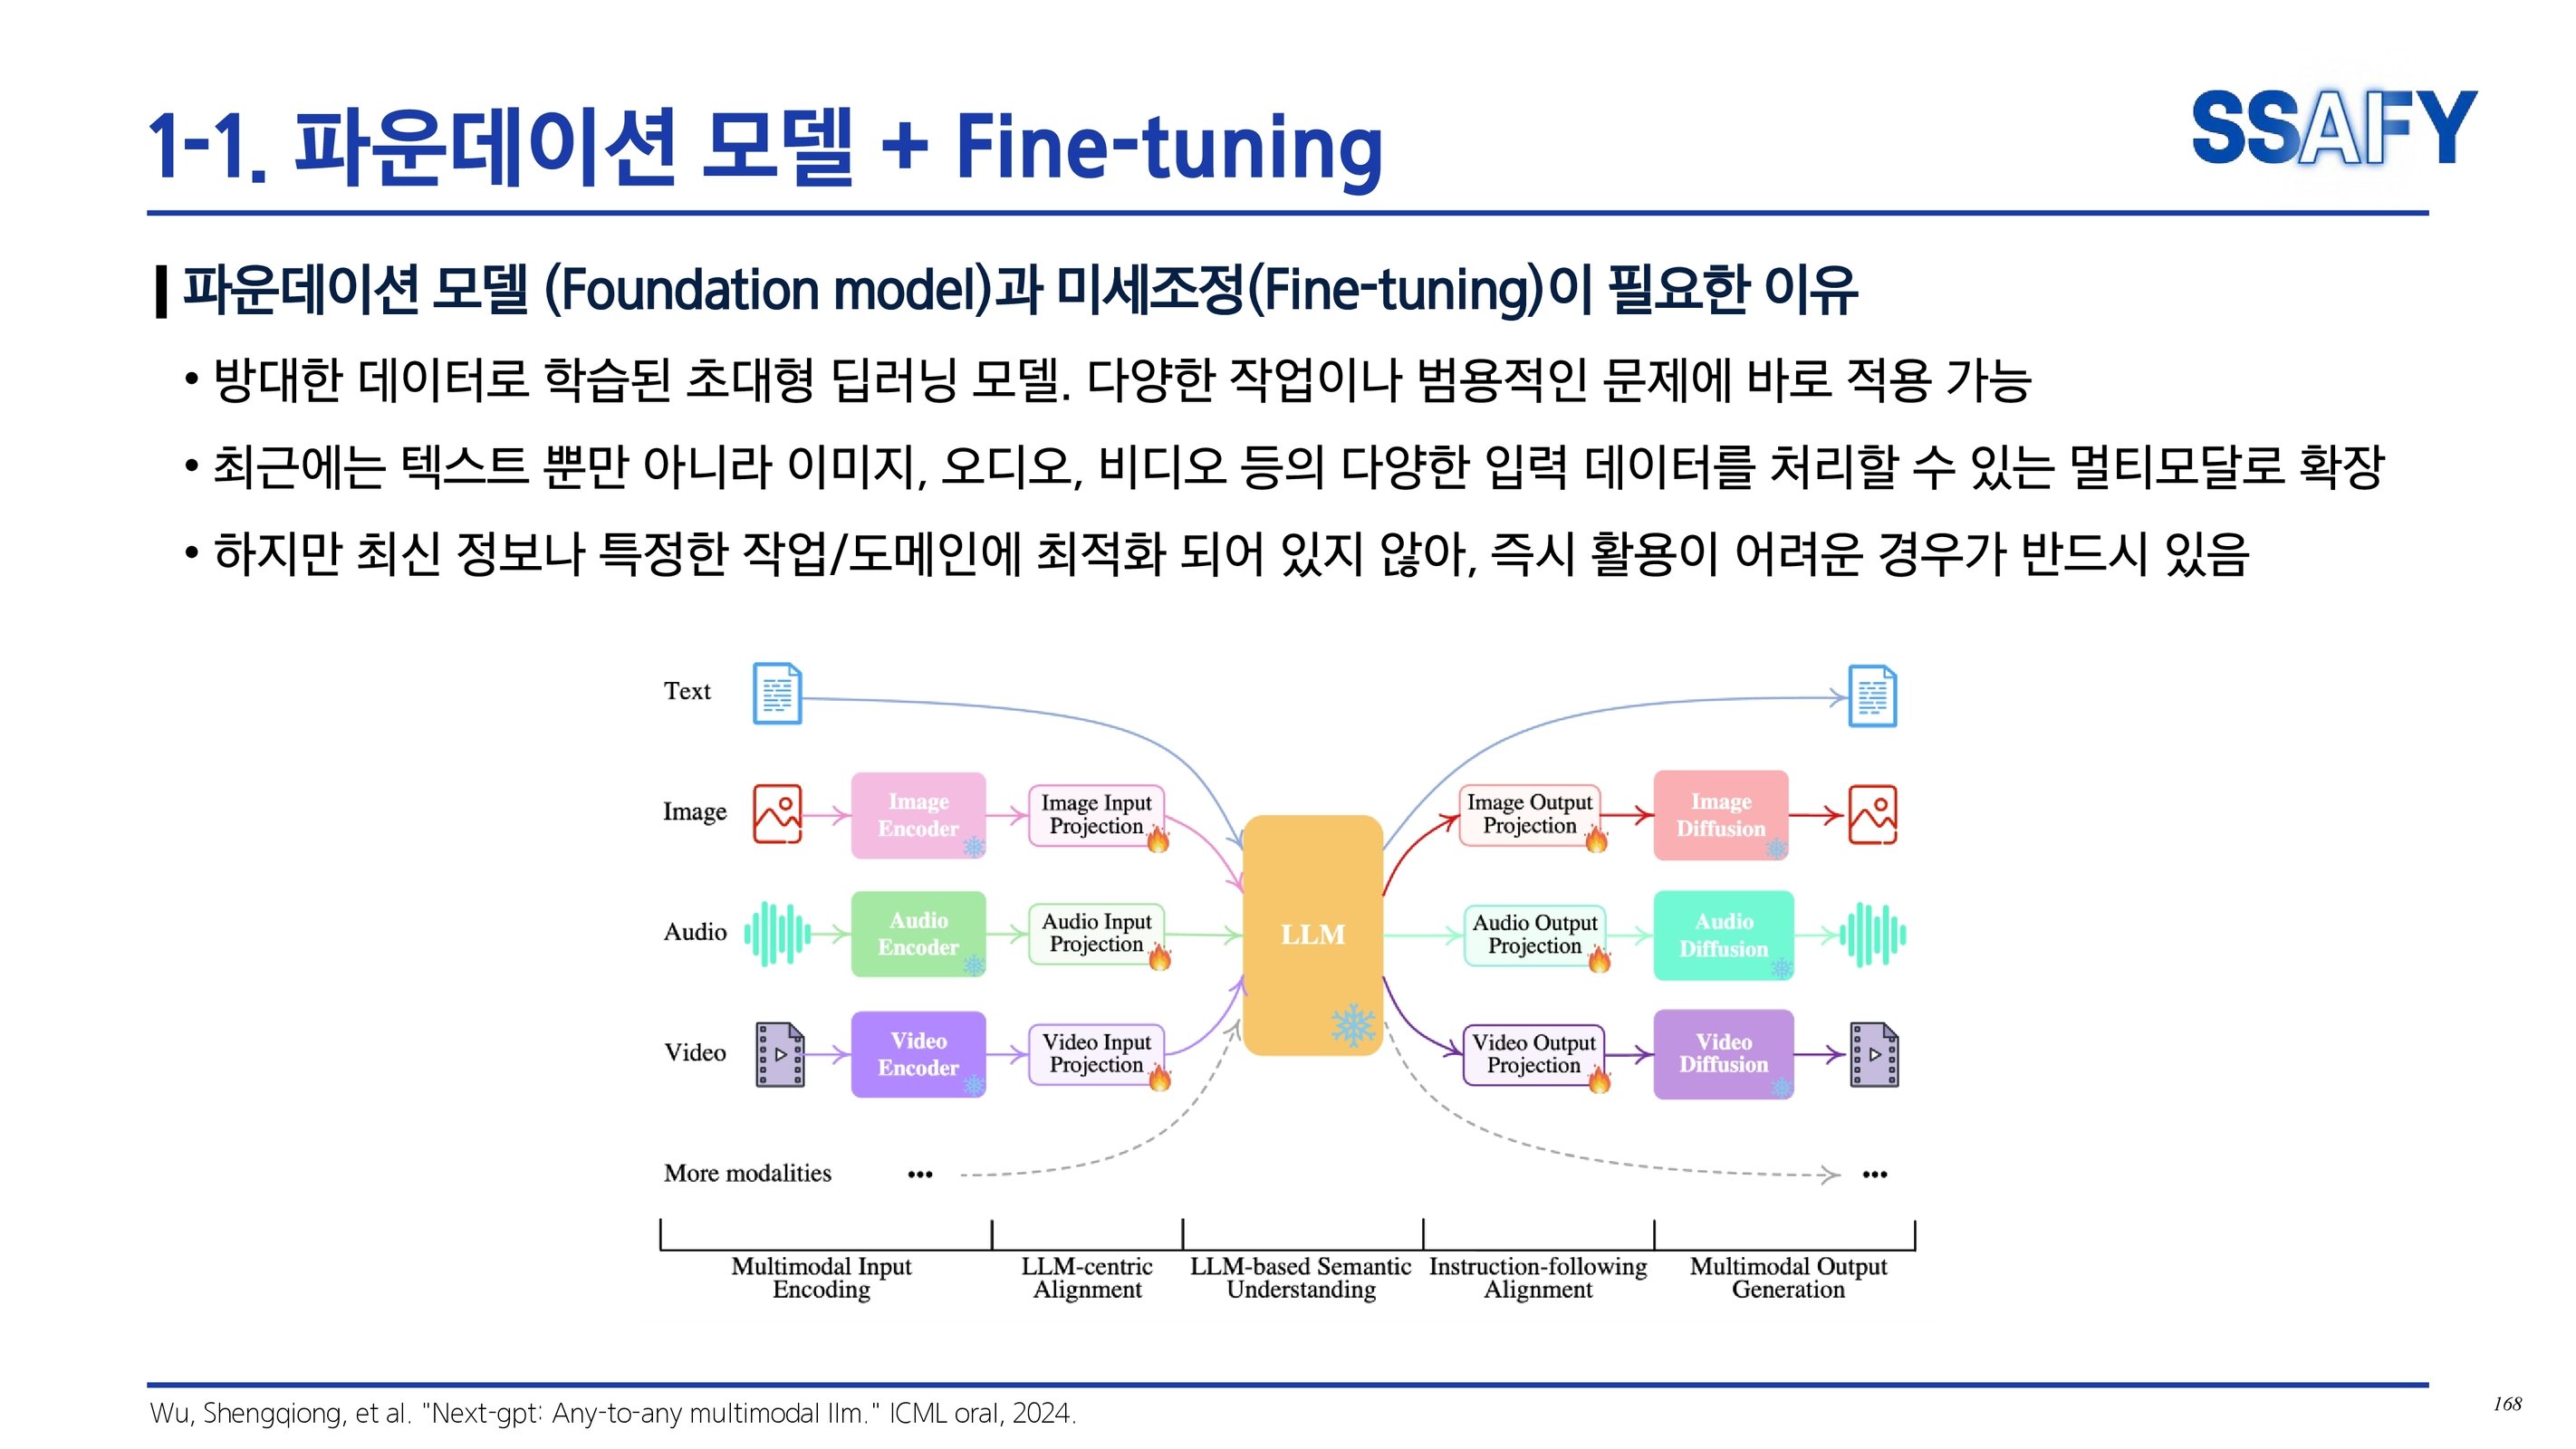 1-1. 파운데이션 모델 + Fine-tuning
SSAFY
파운데이션 모델 (Foundation model)과 미세조정(Fine-tuning)이 필요한 이유
• 방대한 데이터로 학습된 초대형 딥러닝 모델. 다양한 작업이나 범용적인 문제에 바로 적용 가능
• 최근에는 텍스트 뿐만 아니라 이미지, 오디오, 비디오 등의 다양한 입력 데이터를 처리할 수 있는 멀티모달로 확장
• 하지만 최신 정보나 특정한 작업/도메인에 최적화 되어 있지 않아, 즉시 활용이 어려운 경우가 반드시 있음
Text
Image
Image
Encoder
Image Input
Projection
Image Output
Projection
Image
Diffusion
Audio
Audio
Encoder
Audio Input
Projection
LLM
Audio Output
Projection
Audio
Diffusion
Video
Video
Encoder
Video Input
Projection
Video Output
Projection
Video
Diffusion
More modalities
•••
•••
Multimodal Input
Encoding
LLM-centric
Alignment
LLM-based Semantic
Understanding
Instruction-following
Alignment
Multimodal Output
Generation
Wu, Shengqiong, et al. "Next-gpt: Any-to-any multimodal llm." ICML oral, 2024.
168